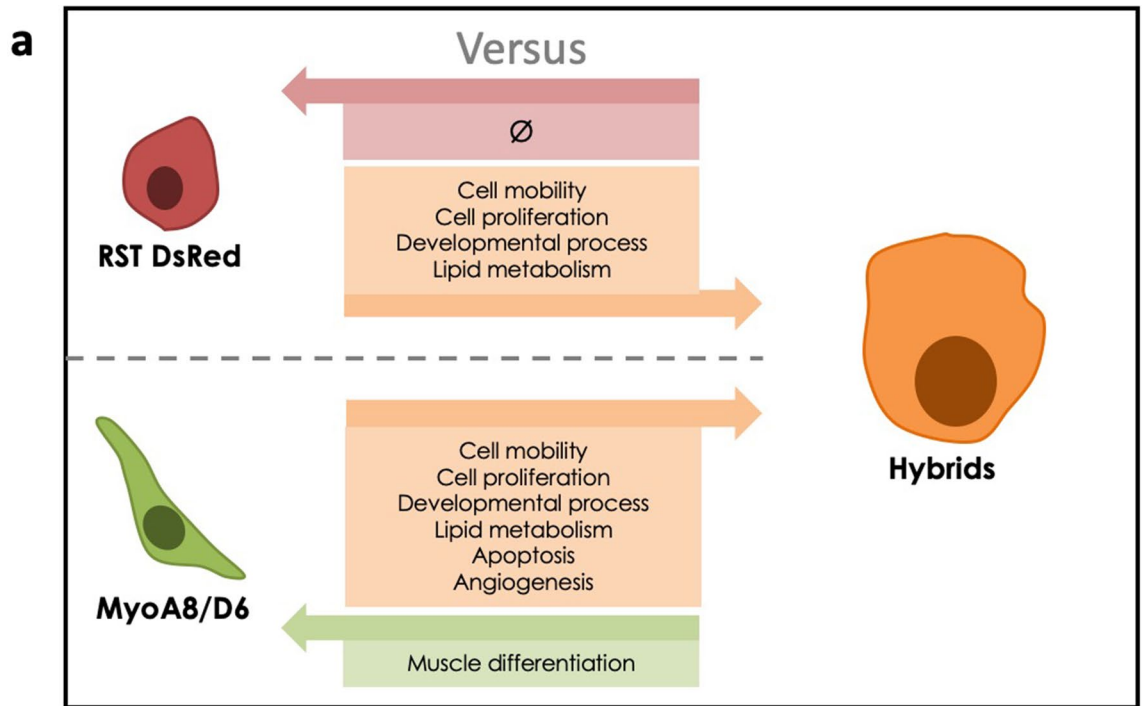 a
Versus
Ø
Cell mobility
Cell proliferation
Developmental process
Lipid metabolism
RST DsRed
Hybrids
Cell mobility
Cell proliferation
Developmental process
Lipid metabolism
Apoptosis
Angiogenesis
MyoA8/D6
Muscle differentiation